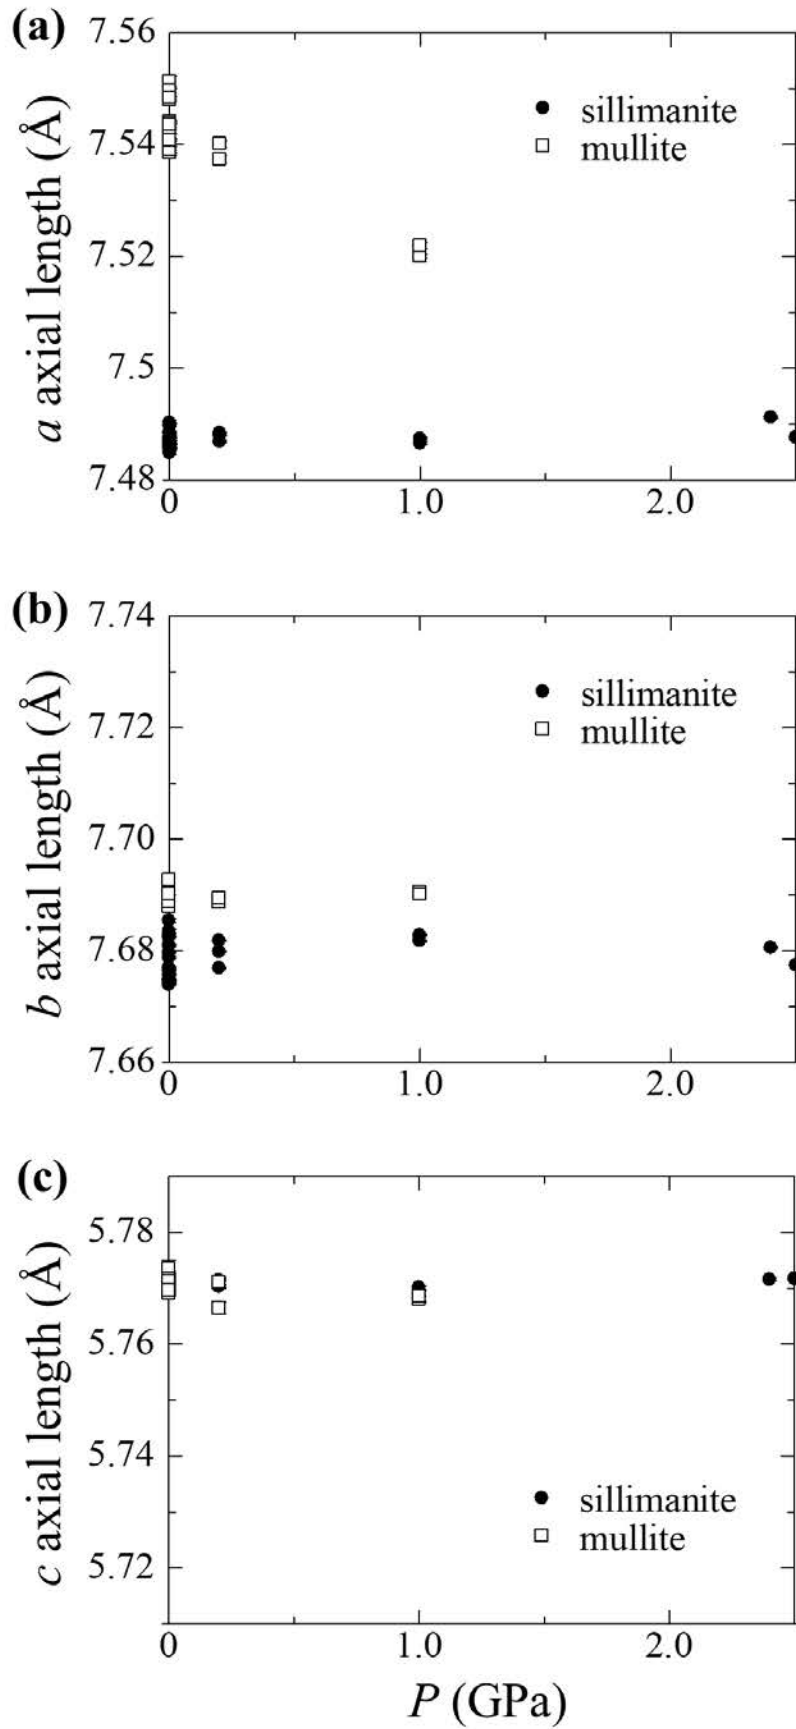 (a)
7.56
7.54
7.52
7.5
7.48
a axial length (Å)
sillimanite
mullite
0
1.0
2.0
(b)
7.74
7.72
7.70
7.68
7.66
b axial length (Å)
sillimanite
mullite
0
1.0
2.0
(c)
5.78
5.76
5.74
5.72
c axial length (Å)
sillimanite
mullite
0
1.0
2.0
P (GPa)